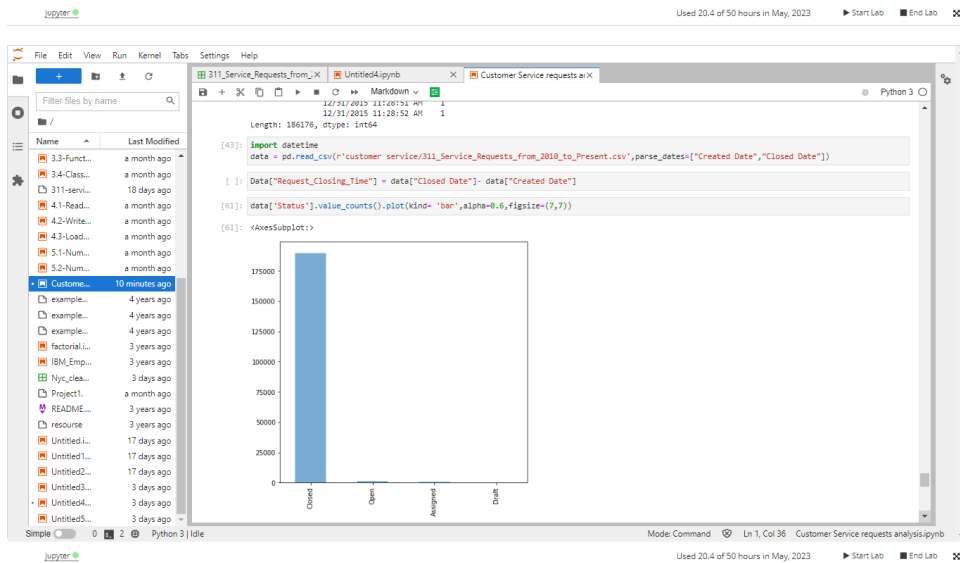 jupyter
Used 20.4 of 50 hours in May, 2023
Start Lab
End Lab
File Edit View Run Kernel Tabs Settings Help
311_Service_Requests_from_
Untitled4.ipynb
Customer Service requests a
Markdown
Python 3
Filter files by name
/
Name Last Modified
3.3-Funct... a month ago
3.4-Class... a month ago
311-servi... 18 days ago
4.1-Read... a month ago
4.2-Write... a month ago
4.3-Load... a month ago
5.1-Num... a month ago
5.2-Num... a month ago
Custome... 10 minutes ago
example... 4 years ago
example... 4 years ago
example... 4 years ago
factorial.i... 3 years ago
IBM_Emp... 3 years ago
Nyc_clea... 3 days ago
Project1. a month ago
README.... 3 years ago
resourse 3 years ago
Untitled.i... 17 days ago
Untitled1... 17 days ago
Untitled2... 17 days ago
Untitled3... 3 days ago
Untitled4... 3 days ago
Untitled5... 3 days ago
12/31/2015 11:28:51 AM 1
12/31/2015 11:28:52 AM 1
Length: 186176, dtype: int64
[43]: import datetime
data = pd.read_csv(r'customer service/311_Service_Requests_from_2010_to_Present.csv',parse_dates=["Created Date","Closed Date"])
[ ]: Data["Request_Closing_Time"] = data["Closed Date"]- data["Created Date"]
[61]: data['Status'].value_counts().plot(kind= 'bar',alpha=0.6,figsize=(7,7))
[61]: <AxesSubplot:>
175000
150000
125000
100000
75000
50000
25000
0
Closed
Open
Assigned
Draft
Simple 0 2 Python 3 | Idle
Mode: Command Ln 1, Col 36 Customer Service requests analysis.ipynb
jupyter
Used 20.4 of 50 hours in May, 2023
Start Lab
End Lab